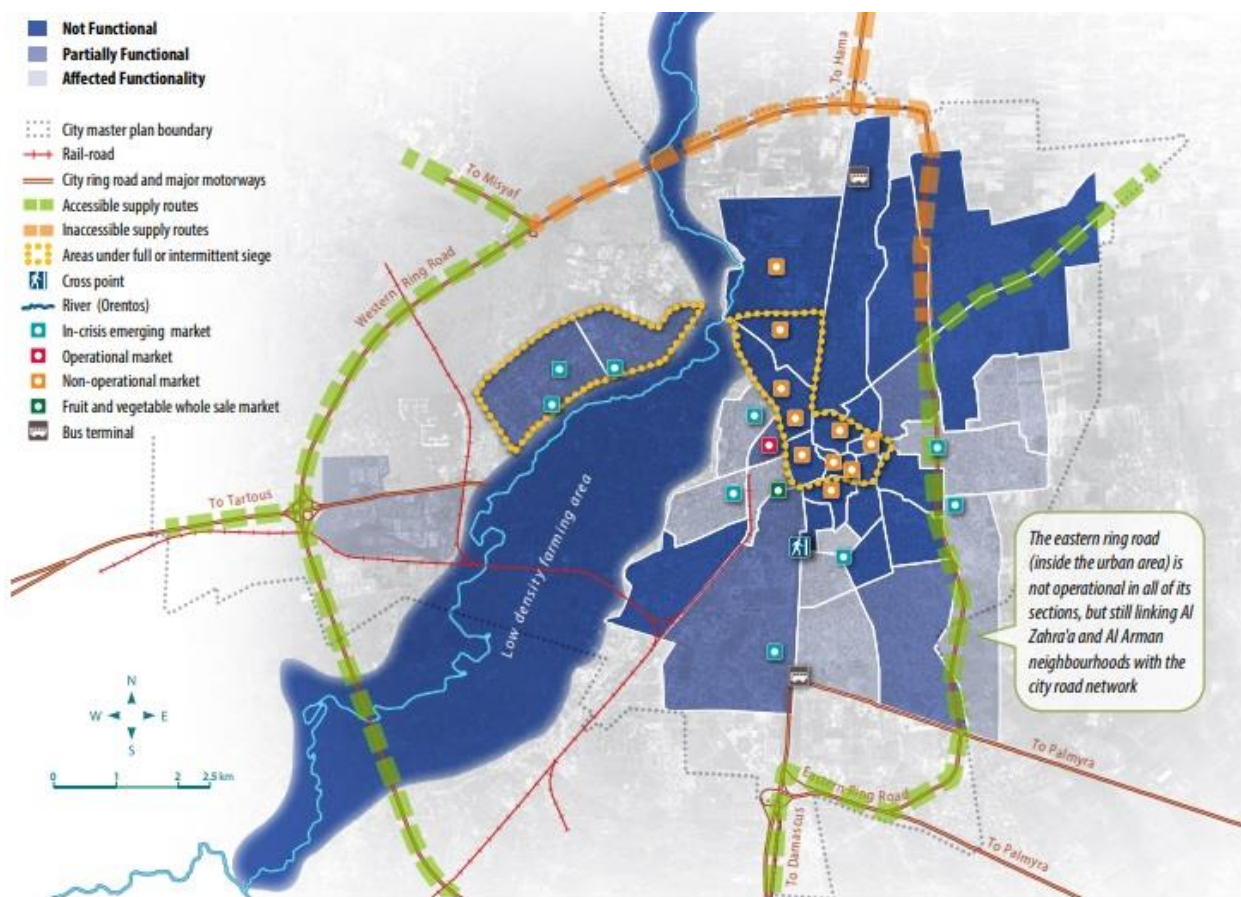 Not Functional
Partially Functional
Affected Functionality
City master plan boundary
Rail-road
City ring road and major motorways
Accessible supply routes
Inaccessible supply routes
Areas under full or intermittent siege
Cross point
River (Orentos)
In-crisis emerging market
Operational market
Non-operational market
Fruit and vegetable whole sale market
Bus terminal
To Hama
To Misyaf
Western Ring Road
To Tartous
Low density farming area
The eastern ring road
(inside the urban area) is
not operational in all of its
sections, but still linking Al
Zahra'a and Al Arman
neighbourhoods with the
city road network
N
W
E
S
0 1 2 2.5 km
To Palmyra
Eastern Ring Road
To Palmyra
To Damascus